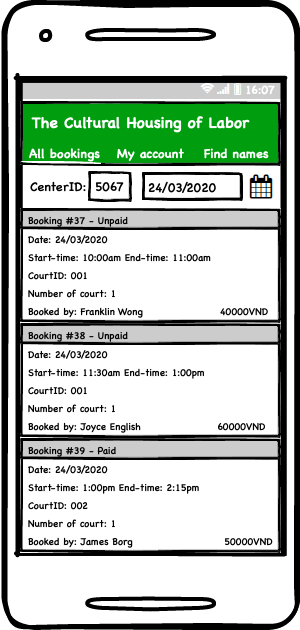 16:07
The Cultural Housing of Labor
All bookings My account Find names
CenterID: 5067 24/03/2020
Booking #37 - Unpaid
Date: 24/03/2020
Start-time: 10:00am End-time: 11:00am
CourtID: 001
Number of court: 1
Booked by: Franklin Wong 40000VND
Booking #38 - Unpaid
Date: 24/03/2020
Start-time: 11:30am End-time: 1:00pm
CourtID: 001
Number of court: 1
Booked by: Joyce English 60000VND
Booking #39 - Paid
Date: 24/03/2020
Start-time: 1:00pm End-time: 2:15pm
CourtID: 002
Number of court: 1
Booked by: James Borg 50000VND